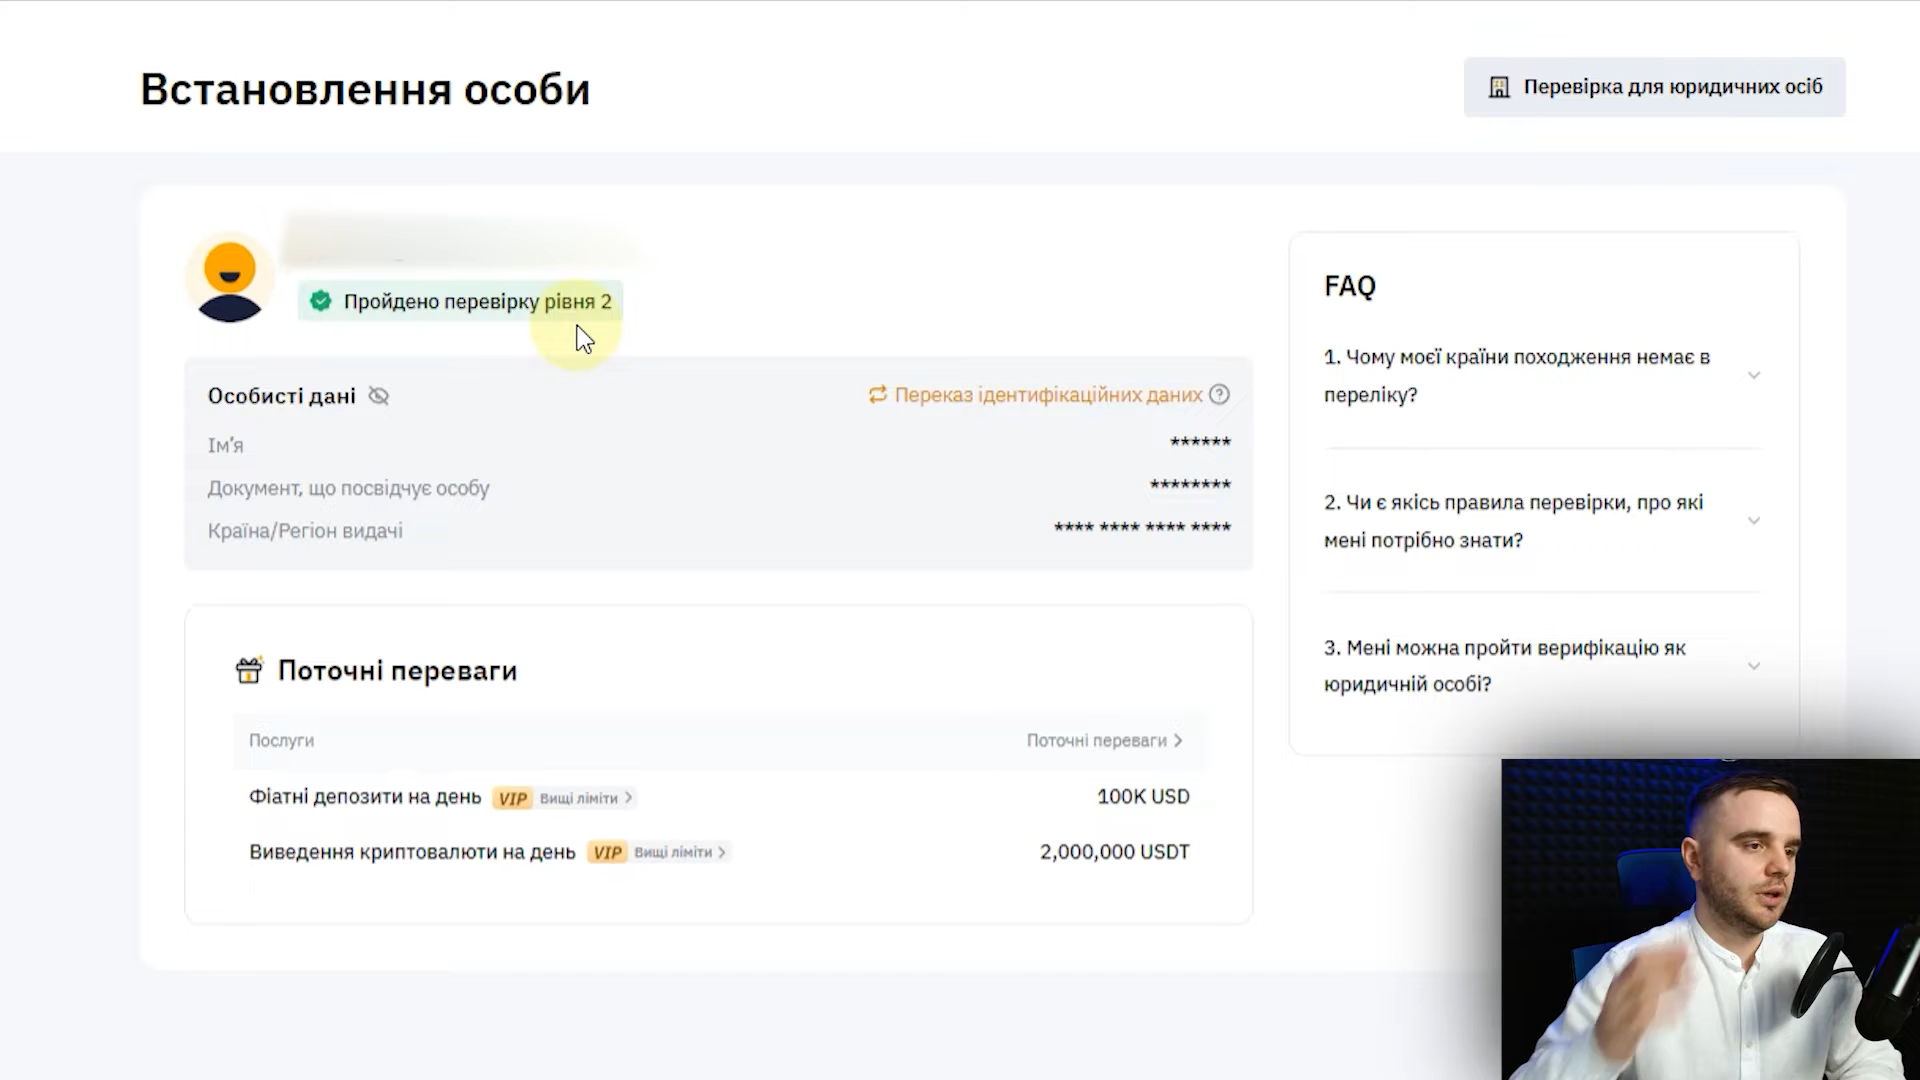 Встановлення особи
Перевірка для юридичних осіб
Пройдено перевірку рівня 2
Особисті дані
Переказ ідентифікаційних даних
Ім'я
******
Документ, що посвідчує особу
********
Країна/Регіон видачі
**** **** **** ****
Поточні переваги
Послуги
Поточні переваги
Фіатні депозити на день VIP Вищі ліміти
100K USD
Виведення криптовалюти на день VIP Вищі ліміти
2,000,000 USDT
FAQ
1. Чому моєї країни походження немає в
переліку?
2. Чи є якісь правила перевірки, про які
мені потрібно знати?
3. Мені можна пройти верифікацію як
юридичній особі?